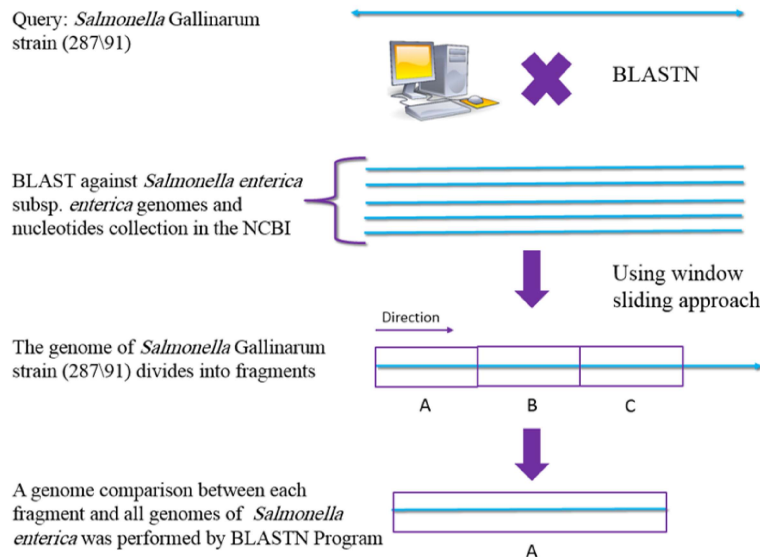 Query: Salmonella Gallinarum
strain (287\91)
BLASTN
BLAST against Salmonella enterica
subsp. enterica genomes and
nucleotides collection in the NCBI
Using window
sliding approach
Direction
The genome of Salmonella Gallinarum
strain (287\91) divides into fragments
A B C
A genome comparison between each
fragment and all genomes of Salmonella
enterica was performed by BLASTN Program
A